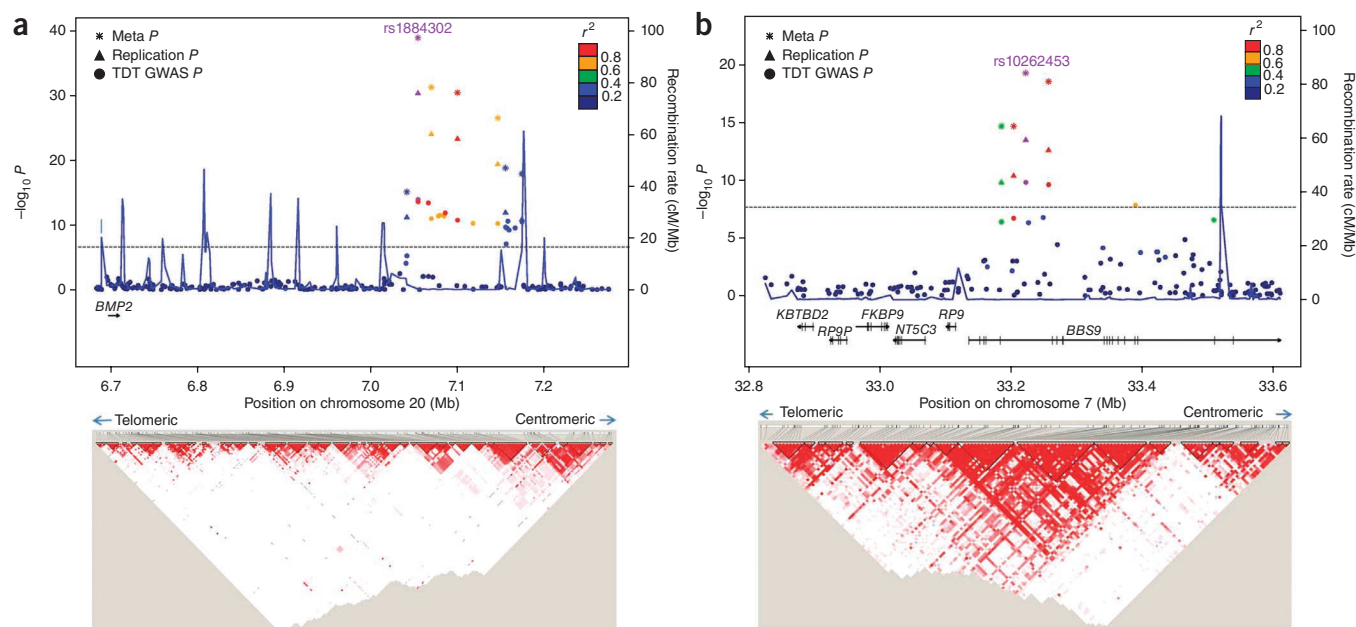 a
rs1884302
Meta P
Replication P
TDT GWAS P
r²
0.8
0.6
0.4
0.2
40
30
20
10
0
–log₁₀ P
100
80
60
40
20
0
Recombination rate (cM/Mb)
BMP2
6.7 6.8 6.9 7.0 7.1 7.2
Position on chromosome 20 (Mb)
Telomeric
Centromeric
b
rs10262453
Meta P
Replication P
TDT GWAS P
r²
0.8
0.6
0.4
0.2
20
15
10
5
0
–log₁₀ P
100
80
60
40
20
0
Recombination rate (cM/Mb)
KBTBD2
RP9P
FKBP9
NT5C3
RP9
BBS9
32.8 33.0 33.2 33.4 33.6
Position on chromosome 7 (Mb)
Telomeric
Centromeric